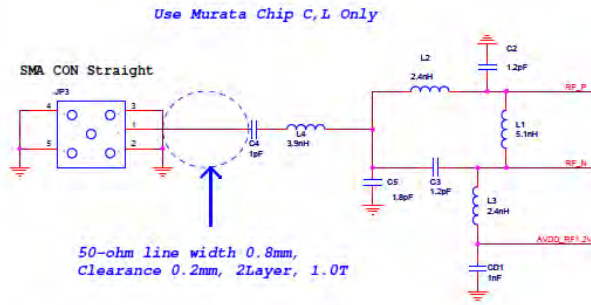 Use Murata Chip C,L Only
SMA CON Straight
JP3
4
3
1
5
2
C4
1pF
L4
3.9nH
L2
2.4nH
C2
1.2pF
RF_P
L1
5.1nH
RF_N
C5
1.8pF
C3
1.2pF
L3
2.4nH
AVDD_RF1.2V
CD1
1nF
50-ohm line width 0.8mm,
Clearance 0.2mm, 2Layer, 1.0T